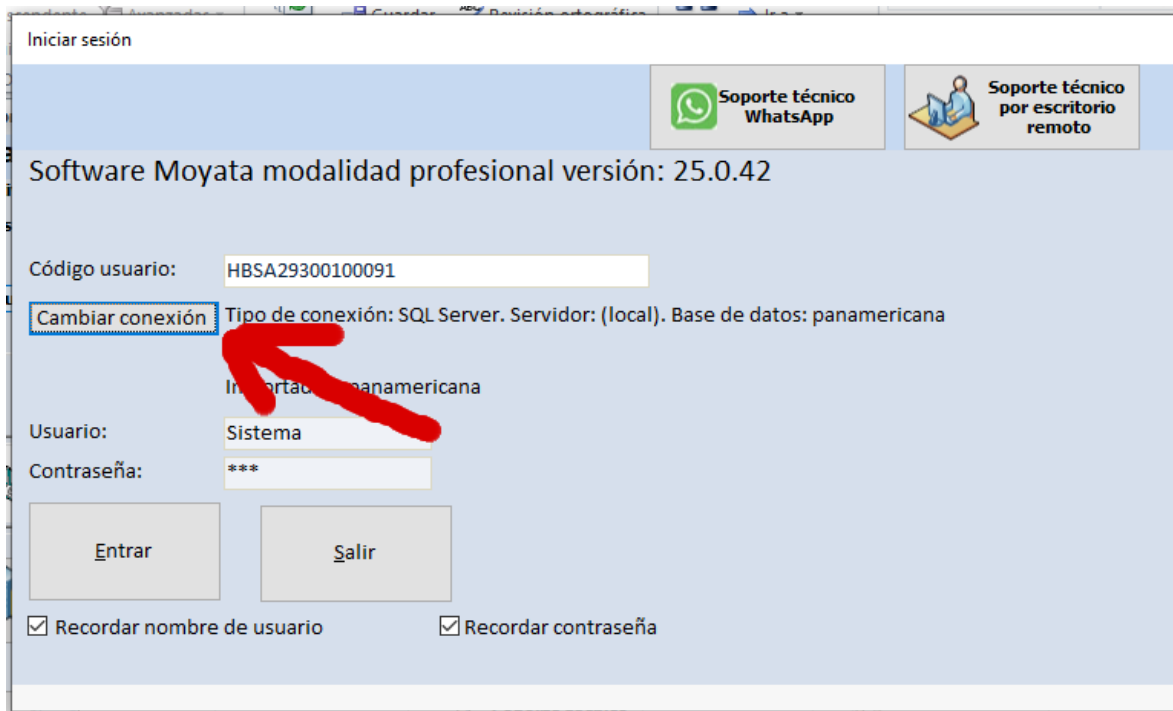 Guardar
Iniciar sesión
Soporte técnico
WhatsApp
Soporte técnico
por escritorio
remoto
Software Moyata modalidad profesional versión: 25.0.42
Código usuario: HBSA29300100091
Cambiar conexión Tipo de conexión: SQL Server. Servidor: (local). Base de datos: panamericana
panamericana
Usuario: Sistema
Contraseña: ***
Entrar Salir
Recordar nombre de usuario Recordar contraseña